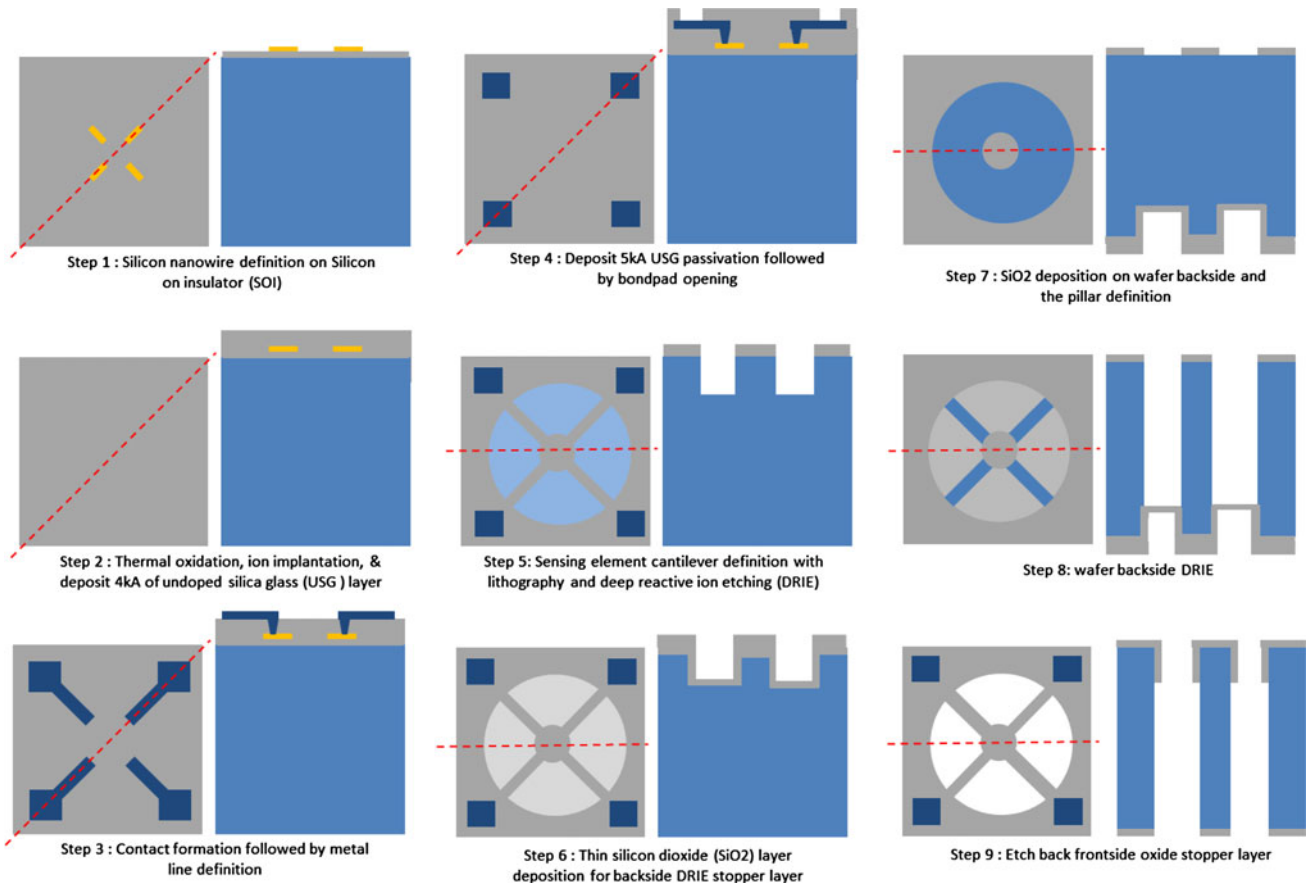 Step 1 : Silicon nanowire definition on Silicon
on insulator (SOI)
Step 2 : Thermal oxidation, ion implantation, &
deposit 4kA of undoped silica glass (USG ) layer
Step 3 : Contact formation followed by metal
line definition
Step 4 : Deposit 5kA USG passivation followed
by bondpad opening
Step 5: Sensing element cantilever definition with
lithography and deep reactive ion etching (DRIE)
Step 6 : Thin silicon dioxide (SiO2) layer
deposition for backside DRIE stopper layer
Step 7 : SiO2 deposition on wafer backside and
the pillar definition
Step 8: wafer backside DRIE
Step 9 : Etch back frontside oxide stopper layer